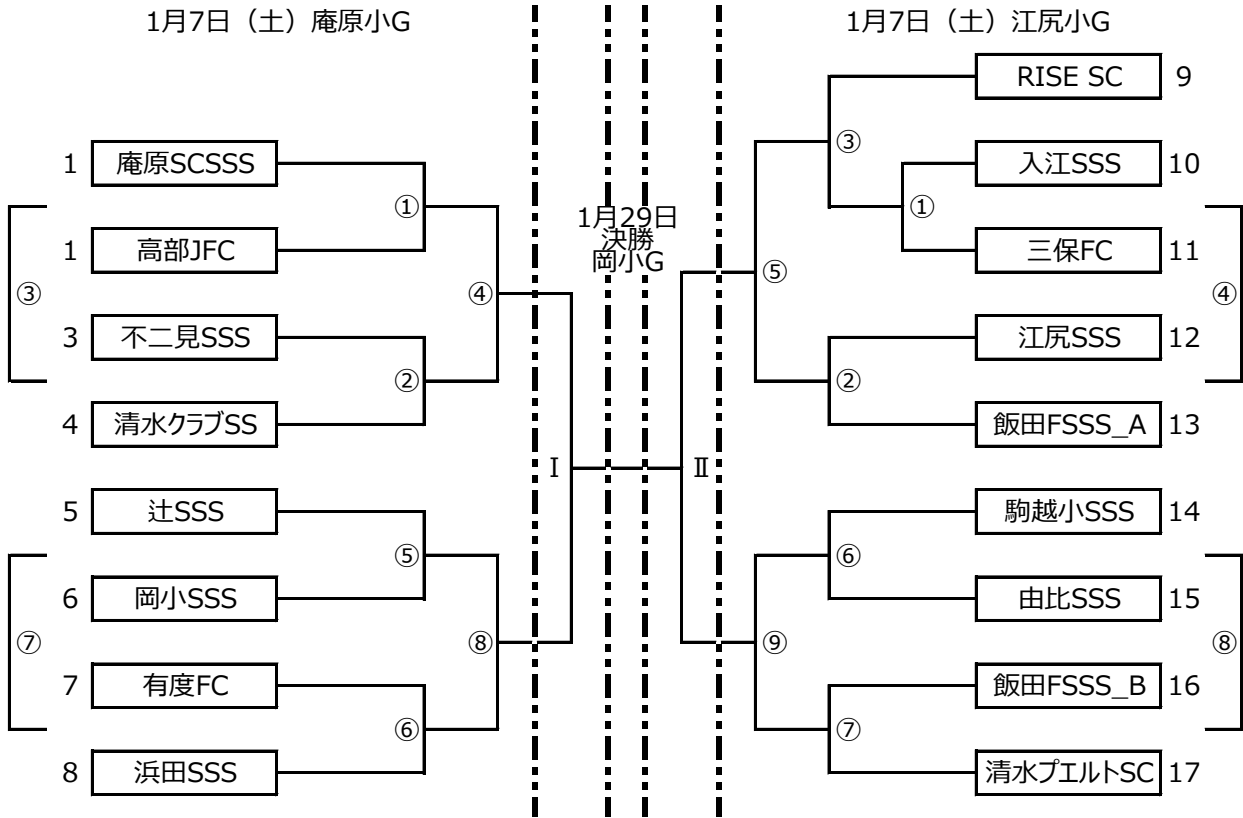 1月7日（土）庵原小G
1 庵原SCSSS
①
1 高部JFC
③
④
3 不二見SSS
②
4 清水クラブSS
Ⅰ
5 辻SSS
⑤
6 岡小SSS
⑦
⑧
7 有度FC
⑥
8 浜田SSS
1月29日
決勝
岡小G
1月7日（土）江尻小G
RISE SC 9
③
入江SSS 10
①
三保FC 11
⑤
④
江尻SSS 12
②
飯田FSSS_A 13
Ⅱ
駒越小SSS 14
⑥
由比SSS 15
⑨
⑧
飯田FSSS_B 16
⑦
清水プエルトSC 17